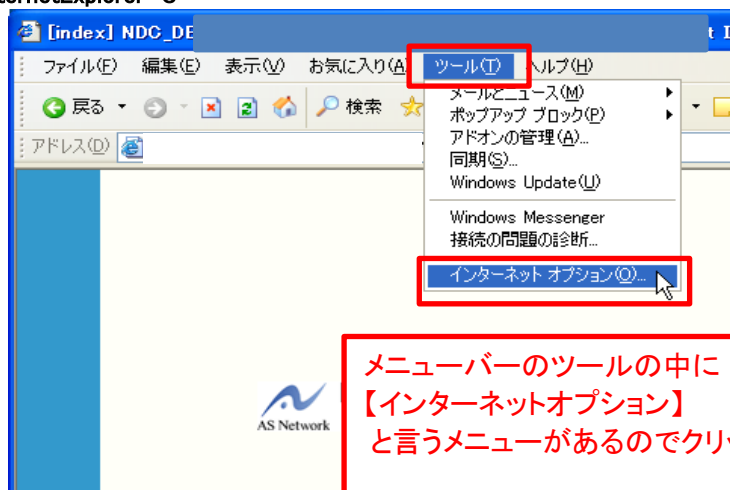 [index] NDC_DE
ファイル(F) 編集(E) 表示(V) お気に入り(A) ツール(T) ヘルプ(H)
戻る 検索
メールとニュース(M)
ポップアップ ブロック(P)
アドレス(D)
アドオンの管理(A)...
同期(S)...
Windows Update(U)
Windows Messenger
接続の問題の診断...
インターネット オプション(O)...
メニューバーのツールの中に
【インターネットオプション】
と言うメニューがあるのでクリ
AS Network